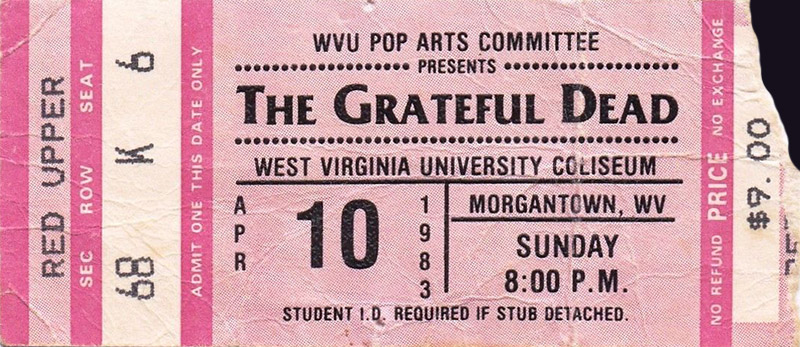 RED UPPER
SEC ROW SEAT
68 K 6
ADMIT ONE THIS DATE ONLY
WVU POP ARTS COMMITTEE
PRESENTS
THE GRATEFUL DEAD
WEST VIRGINIA UNIVERSITY COLISEUM
APR 10 1983
MORGANTOWN, WV
SUNDAY
8:00 P.M.
STUDENT I.D. REQUIRED IF STUB DETACHED.
NO REFUND PRICE NO EXCHANGE
$9.00